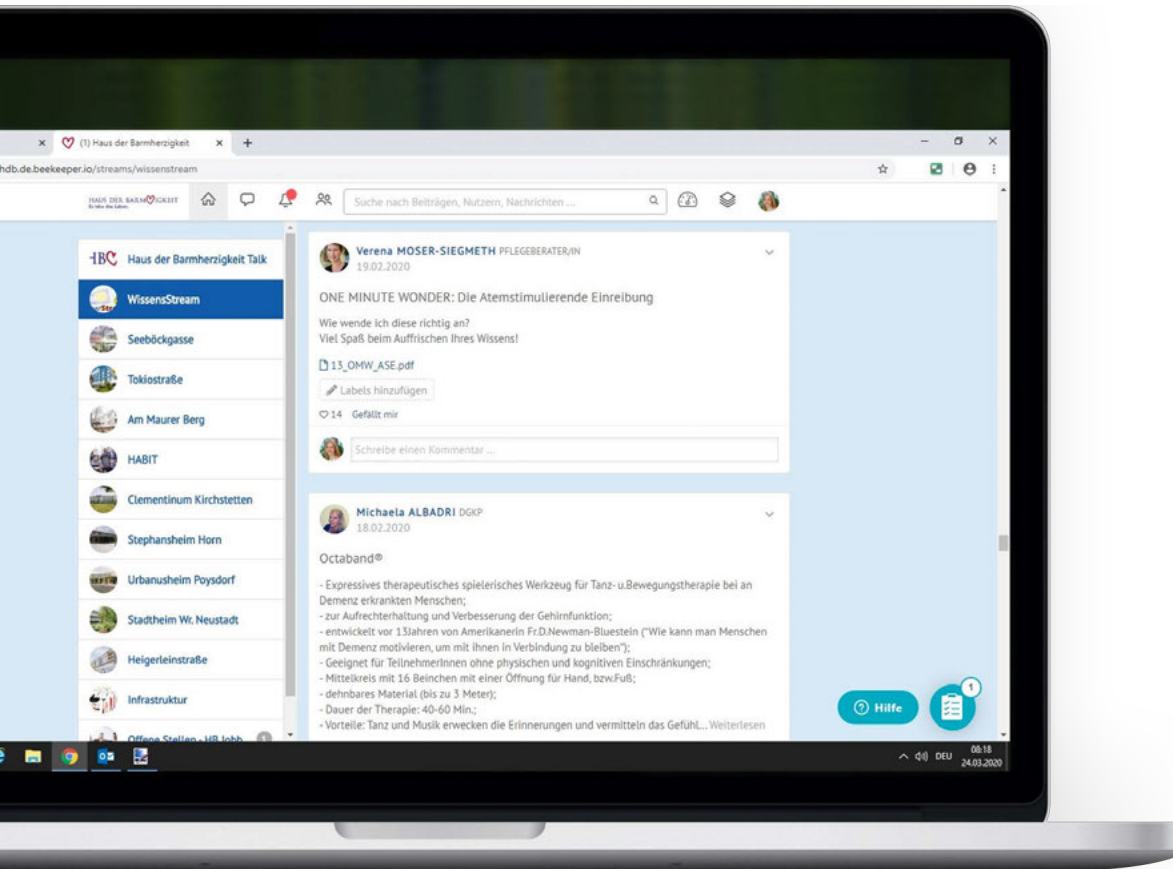 (1) Haus der Barmherzigkeit
hdb.de.beekeeper.io/streams/wissenstream
HAUS DER BARMHERZIGKEIT
Suche nach Beiträgen, Nutzern, Nachrichten ...
HBC Haus der Barmherzigkeit Talk
WissensStream
Seeböckgasse
Tokiostraße
Am Maurer Berg
HABIT
Clementinum Kirchstetten
Stephansheim Horn
Urbanusheim Poysdorf
Stadtheim Wr. Neustadt
Heigerleinstraße
Infrastruktur
Offene Stellen - HB Jobb
Verena MOSER-SIEGMETH PFLEGEBERATER/IN
19.02.2020
ONE MINUTE WONDER: Die Atemstimulierende Einreibung
Wie wende ich diese richtig an?
Viel Spaß beim Auffrischen Ihres Wissens!
13_OMW_ASE.pdf
Labels hinzufügen
14 Gefällt mir
Schreibe einen Kommentar ...
Michaela ALBADRI DGKP
18.02.2020
Octaband®
- Expressives therapeutisches spielerisches Werkzeug für Tanz- u.Bewegungstherapie bei an
Demenz erkrankten Menschen;
- zur Aufrechterhaltung und Verbesserung der Gehirnfunktion;
- entwickelt vor 13Jahren von Amerikanerin Fr.D.Newman-Bluestein ("Wie kann man Menschen
mit Demenz motivieren, um mit ihnen in Verbindung zu bleiben");
- Geeignet für TeilnehmerInnen ohne physischen und kognitiven Einschränkungen;
- Mittelkreis mit 16 Beinchen mit einer Öffnung für Hand, bzw.Fuß;
- dehnbares Material (bis zu 3 Meter);
- Dauer der Therapie: 40-60 Min.;
- Vorteile: Tanz und Musik erwecken die Erinnerungen und vermitteln das Gefühl... Weiterlesen
Hilfe
1
DEU
08:18
24.03.2020